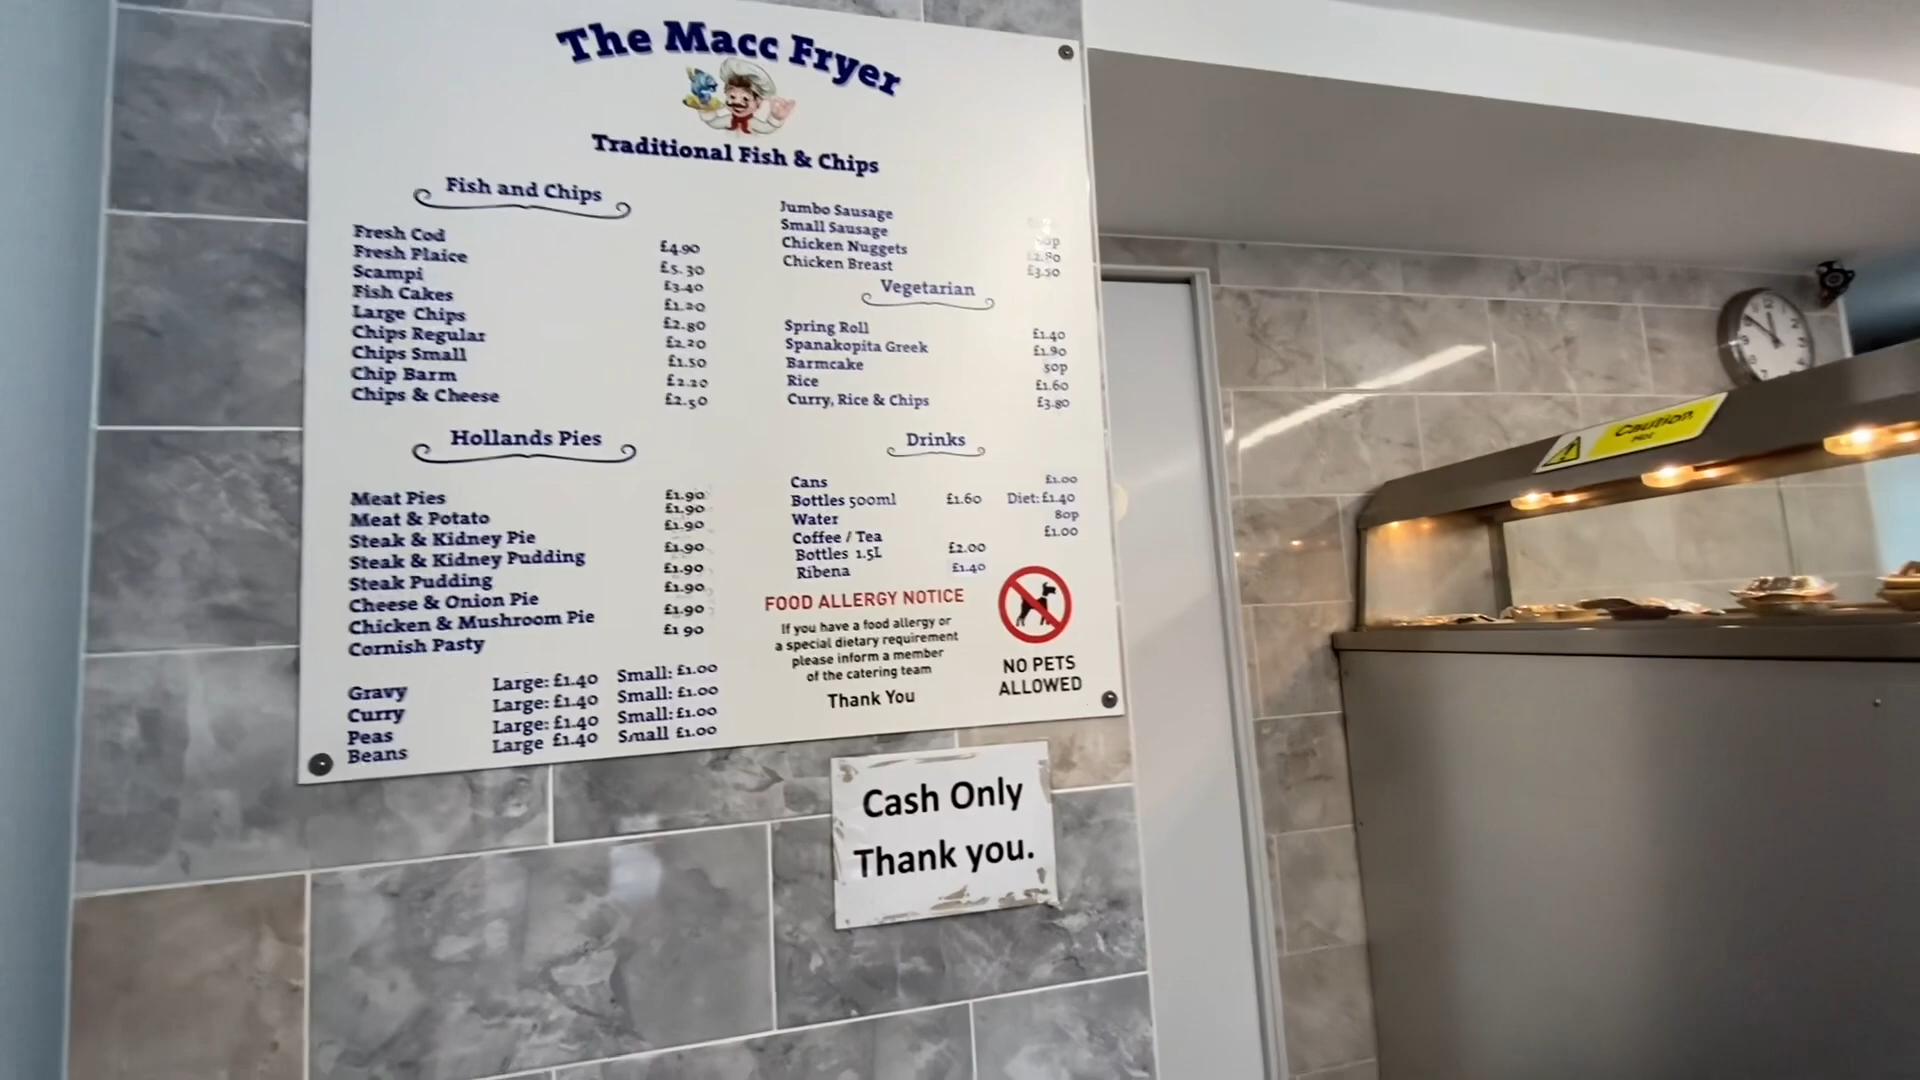 The Macc Fryer
Traditional Fish & Chips
Fish and Chips
Fresh Cod £4.90
Fresh Plaice £5.30
Scampi £3.40
Fish Cakes £1.20
Large Chips £2.80
Chips Regular £2.20
Chips Small £1.50
Chip Barm £2.20
Chips & Cheese £2.50
Hollands Pies
Meat Pies £1.90
Meat & Potato £1.90
Steak & Kidney Pie £1.90
Steak & Kidney Pudding £1.90
Steak Pudding £1.90
Cheese & Onion Pie £1.90
Chicken & Mushroom Pie £1.90
Cornish Pasty £1 90
Gravy Large: £1.40 Small: £1.00
Curry Large: £1.40 Small: £1.00
Peas Large: £1.40 Small: £1.00
Beans Large £1.40 Small £1.00
Jumbo Sausage
Small Sausage
Chicken Nuggets £2.80
Chicken Breast £3.50
Vegetarian
Spring Roll £1.40
Spanakopita Greek £1.90
Barmcake 50p
Rice £1.60
Curry, Rice & Chips £3.80
Drinks
Cans £1.00
Bottles 500ml £1.60 Diet: £1.40
Water 80p
Coffee / Tea £1.00
Bottles 1.5L £2.00
Ribena £1.40
FOOD ALLERGY NOTICE
If you have a food allergy or
a special dietary requirement
please inform a member
of the catering team
Thank You
NO PETS
ALLOWED
Cash Only
Thank you.
Caution
Hot